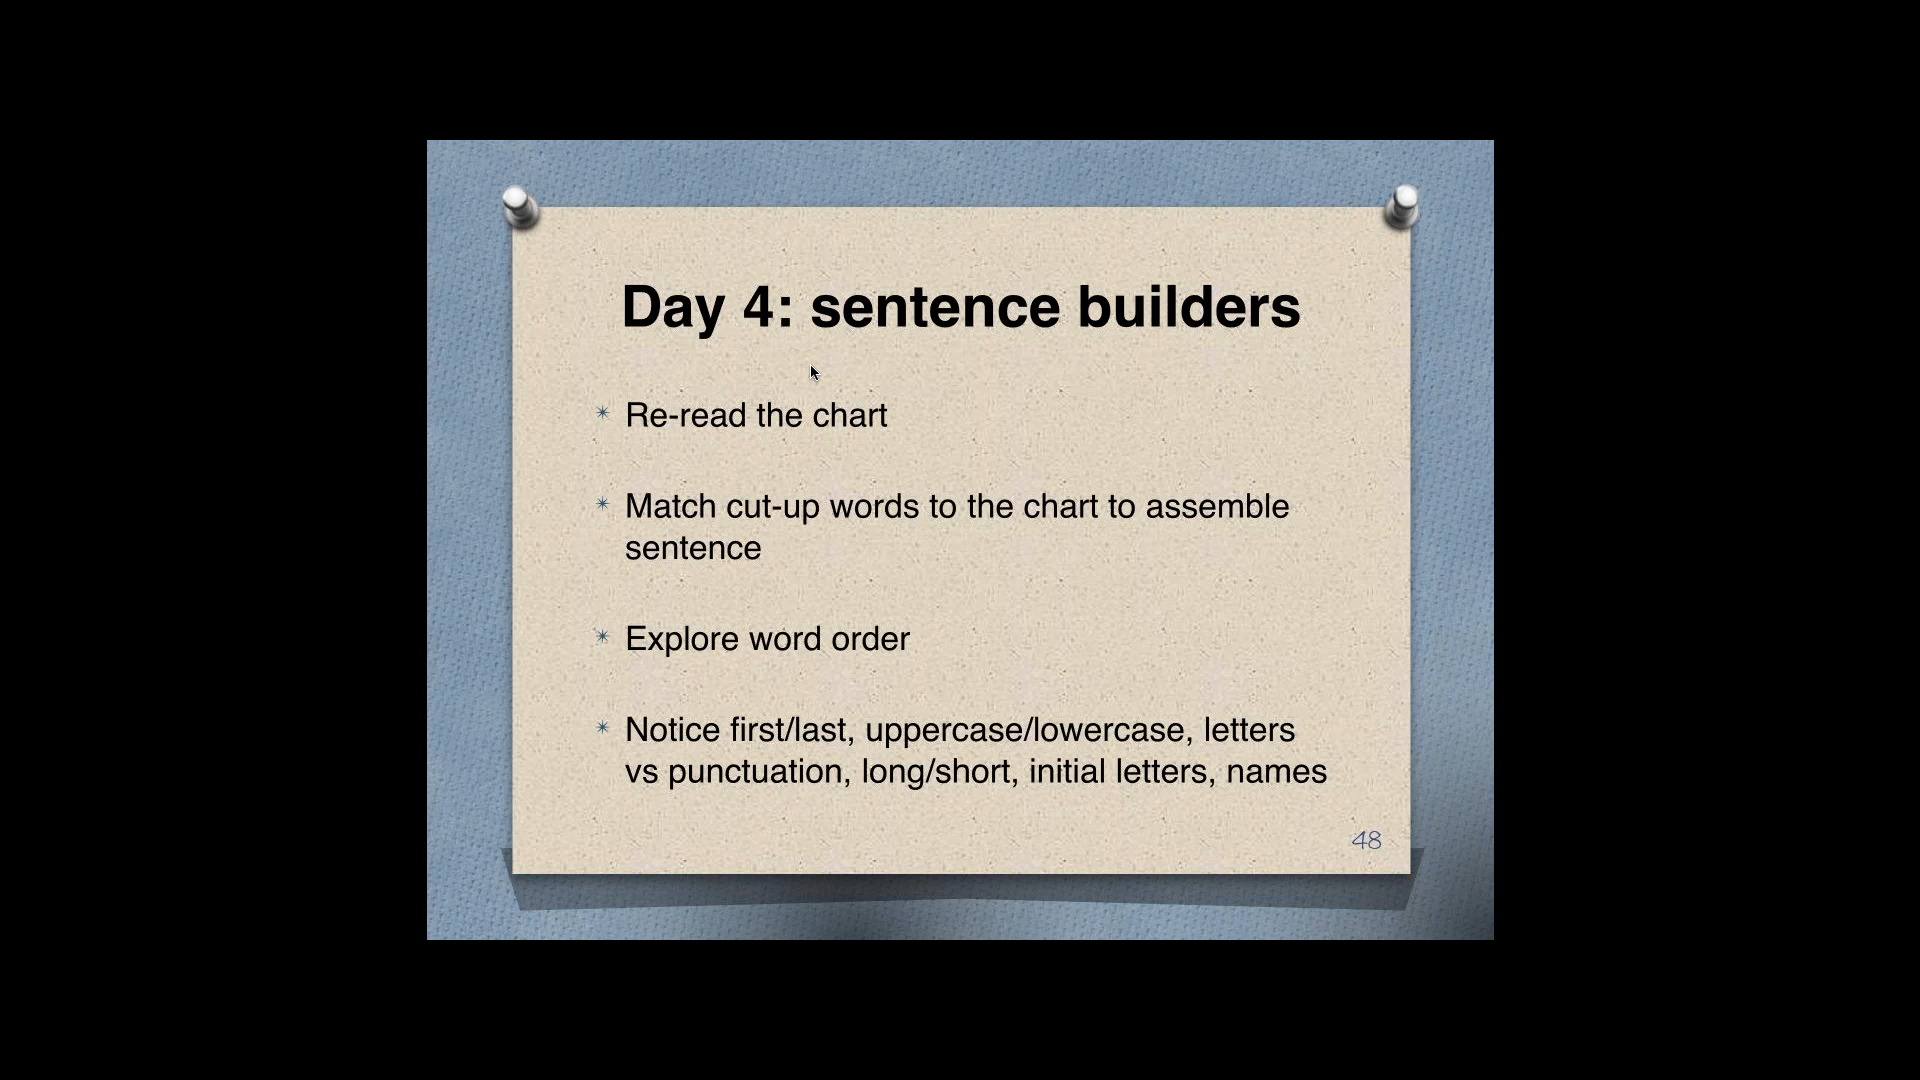 Day 4: sentence builders
Re-read the chart
Match cut-up words to the chart to assemble
sentence
Explore word order
Notice first/last, uppercase/lowercase, letters
vs punctuation, long/short, initial letters, names
48